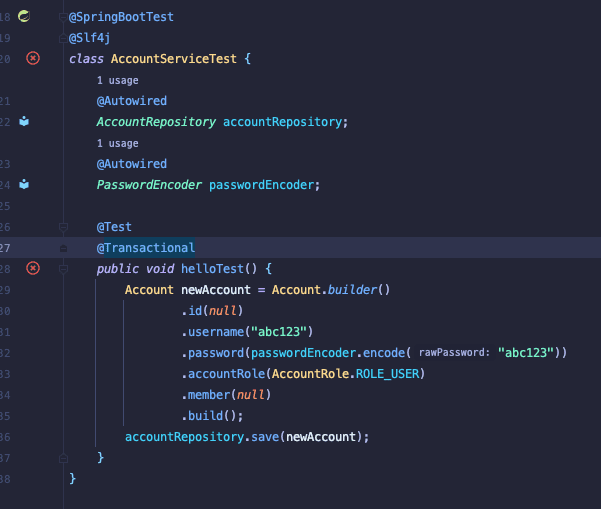 18 @SpringBootTest
19 @Slf4j
20 class AccountServiceTest {
1 usage
21 @Autowired
22 AccountRepository accountRepository;
1 usage
23 @Autowired
24 PasswordEncoder passwordEncoder;
25
26 @Test
27 @Transactional
28 public void helloTest() {
29 Account newAccount = Account.builder()
30 .id(null)
31 .username("abc123")
32 .password(passwordEncoder.encode( rawPassword: "abc123"))
33 .accountRole(AccountRole.ROLE_USER)
34 .member(null)
35 .build();
36 accountRepository.save(newAccount);
37 }
38 }